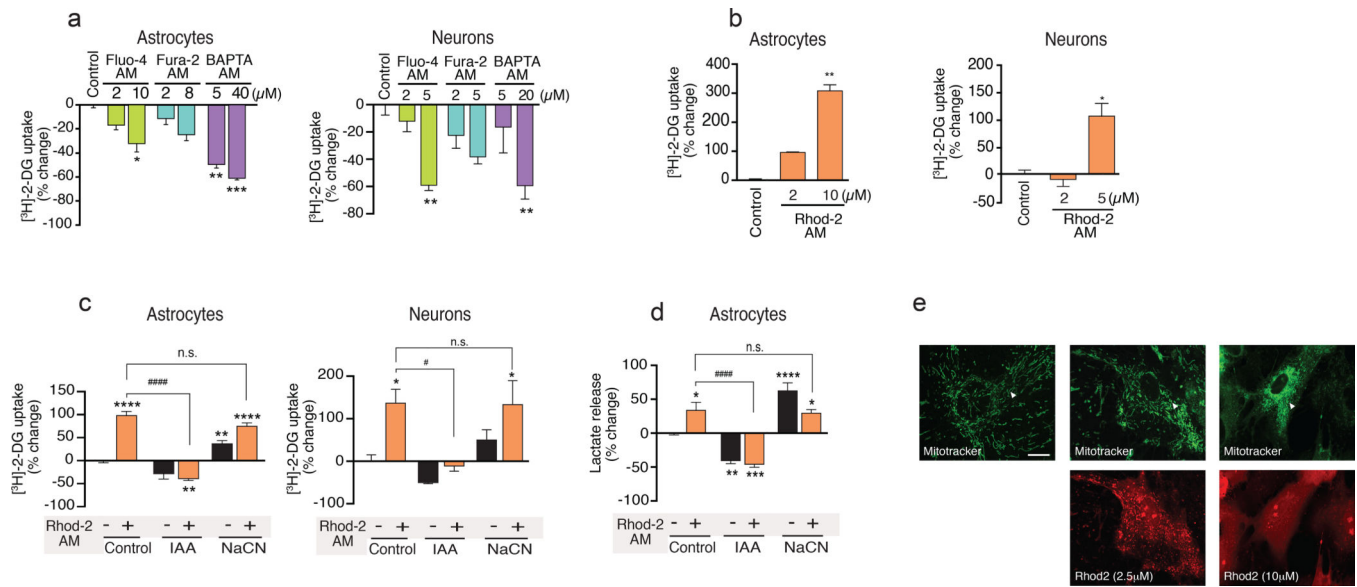 a
Astrocytes
Control
Fluo-4 AM
Fura-2 AM
BAPTA AM
2 10 2 8 5 40 (µM)
[³H]-2-DG uptake (% change)
0
-20
-40
-60
-80
-100
*
**
***
Neurons
Control
Fluo-4 AM
Fura-2 AM
BAPTA AM
2 5 2 5 5 20 (µM)
[³H]-2-DG uptake (% change)
0
-20
-40
-60
-80
**
**
b
Astrocytes
[³H]-2-DG uptake (% change)
400
300
200
100
0
**
Control
2 10 (µM)
Rhod-2 AM
Neurons
[³H]-2-DG uptake (% change)
200
150
100
50
0
-50
*
Control
2 5 (µM)
Rhod-2 AM
c
Astrocytes
n.s.
####
[³H]-2-DG uptake (% change)
150
100
50
0
-50
-100
****
**
**
****
Rhod-2 AM
- + - + - +
Control IAA NaCN
Neurons
n.s.
#
[³H]-2-DG uptake (% change)
200
100
0
-100
*
*
Rhod-2 AM
- + - + - +
Control IAA NaCN
d
Astrocytes
n.s.
####
Lactate release (% change)
100
50
0
-50
-100
*
**
***
****
*
Rhod-2 AM
- + - + - +
Control IAA NaCN
e
Mitotracker
Mitotracker
Mitotracker
Rhod2 (2.5µM)
Rhod2 (10µM)